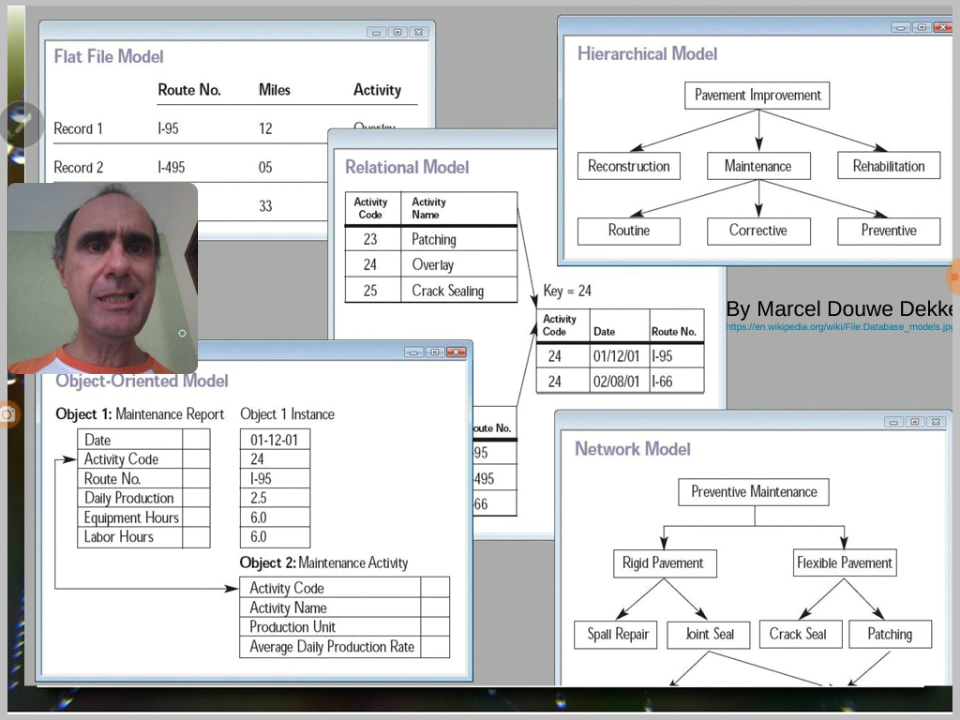 Flat File Model
Route No. Miles Activity
Record 1 I-95 12 Overlay
Record 2 I-495 05
33
Relational Model
Activity Code Activity Name
23 Patching
24 Overlay
25 Crack Sealing
Key = 24
Activity Code Date Route No.
24 01/12/01 I-95
24 02/08/01 I-66
oute No.
95
495
66
Hierarchical Model
Pavement Improvement
Reconstruction Maintenance Rehabilitation
Routine Corrective Preventive
By Marcel Douwe Dekke
https://en.wikipedia.org/wiki/File:Database_models.jp
Object-Oriented Model
Object 1: Maintenance Report Object 1 Instance
Date 01-12-01
Activity Code 24
Route No. I-95
Daily Production 2.5
Equipment Hours 6.0
Labor Hours 6.0
Object 2: Maintenance Activity
Activity Code
Activity Name
Production Unit
Average Daily Production Rate
Network Model
Preventive Maintenance
Rigid Pavement Flexible Pavement
Spall Repair Joint Seal Crack Seal Patching